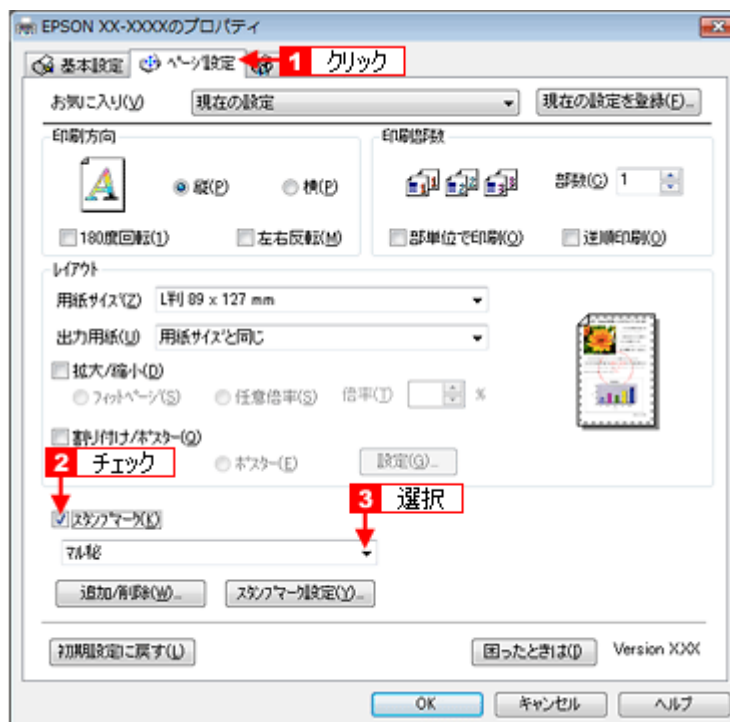 EPSON XX-XXXXのプロパティ
基本設定 ページ設定 1 クリック
お気に入り(V) 現在の設定 現在の設定を登録(F)...
印刷方向 印刷部数
縦(P) 横(P) 部数(C) 1
180度回転(1) 左右反転(M) 部単位で印刷(O) 逆順印刷(O)
レイアウト
用紙サイズ(Z) L判 89 x 127 mm
出力用紙(U) 用紙サイズと同じ
拡大/縮小(D)
フィットページ(S) 任意倍率(S) 倍率(T) %
割り付け/ポスター(Q)
2 チェック ポスター(E) 設定(G)...
3 選択
スタンプマーク(K)
マル秘
追加/削除(W)... スタンプマーク設定(Y)...
初期設定に戻す(L) 困ったときは(I) Version X.XX
OK キャンセル ヘルプ